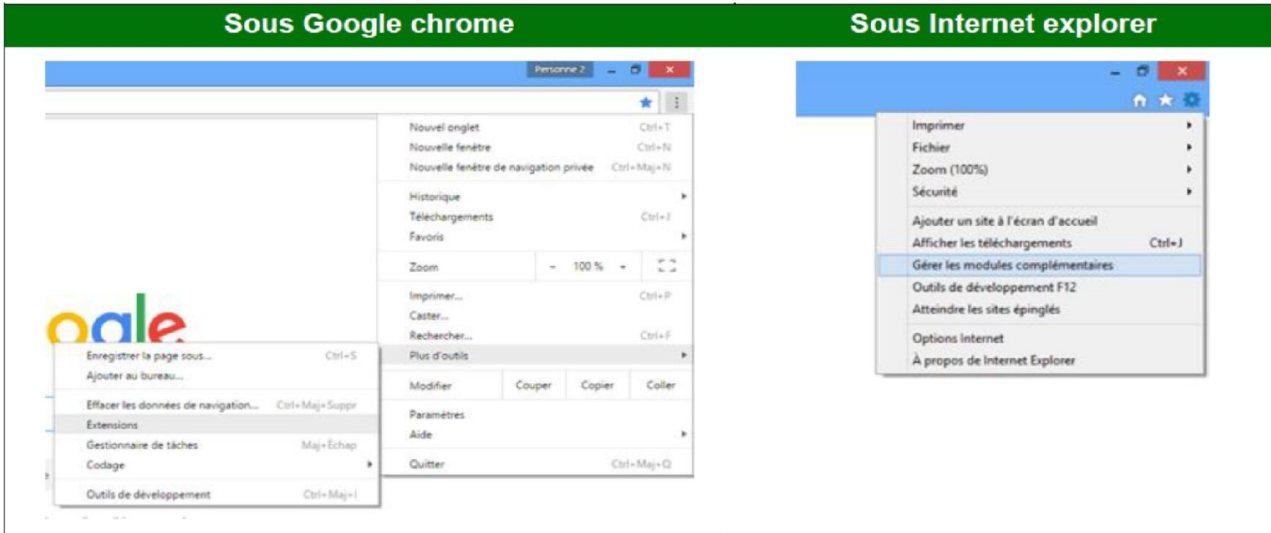 Sous Google chrome
Personne 2
Nouvel onglet Ctrl+T
Nouvelle fenêtre Ctrl+N
Nouvelle fenêtre de navigation privée Ctrl+Maj+N
Historique
Téléchargements Ctrl+J
Favoris
Zoom - 100 % +
Imprimer... Ctrl+P
Caster...
Rechercher... Ctrl+F
Plus d'outils
Modifier Couper Copier Coller
Paramètres
Aide
Quitter Ctrl+Maj+Q
ogle
Enregistrer la page sous... Ctrl+S
Ajouter au bureau...
Effacer les données de navigation... Ctrl+Maj+Suppr
Extensions
Gestionnaire de tâches Maj+Échap
Codage
Outils de développement Ctrl+Maj+I
Sous Internet explorer
Imprimer
Fichier
Zoom (100%)
Sécurité
Ajouter un site à l'écran d'accueil
Afficher les téléchargements Ctrl+J
Gérer les modules complémentaires
Outils de développement F12
Atteindre les sites épinglés
Options Internet
À propos de Internet Explorer